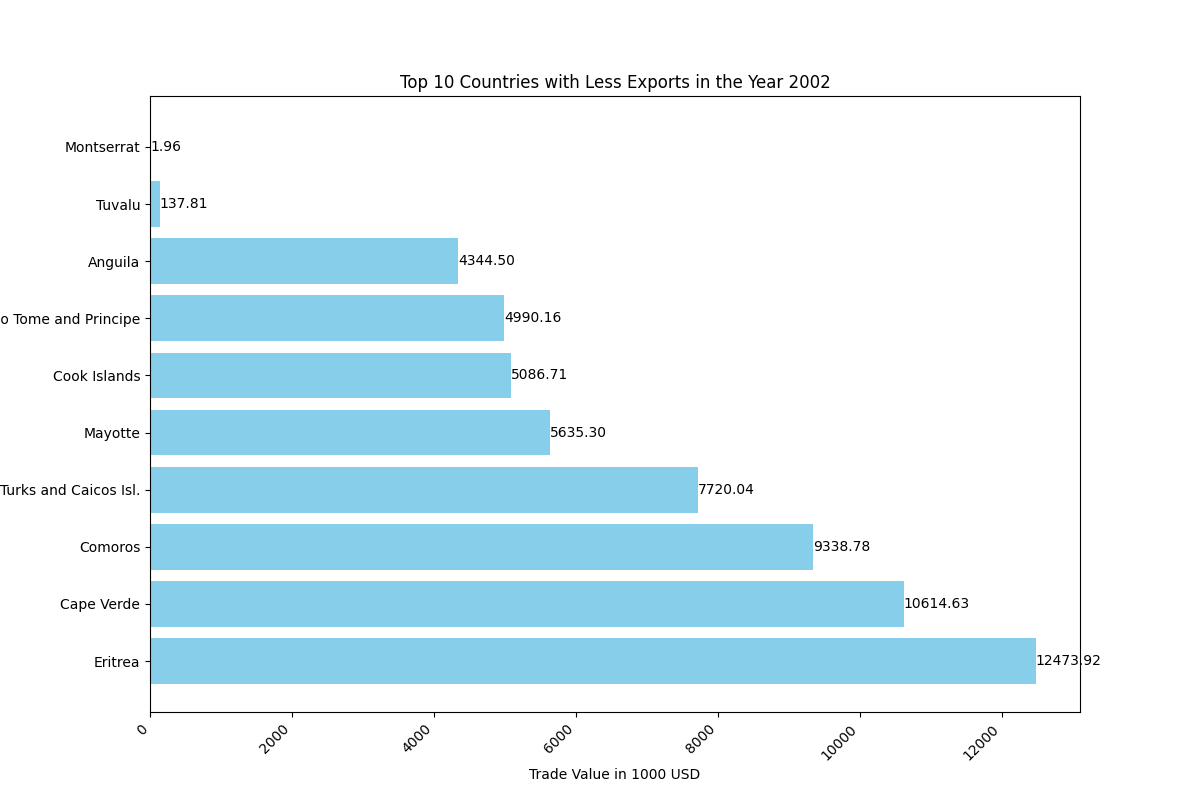 Top 10 Countries with Less Exports in the Year 2002
Montserrat 1.96
Tuvalu 137.81
Anguila 4344.50
o Tome and Principe 4990.16
Cook Islands 5086.71
Mayotte 5635.30
Turks and Caicos Isl. 7720.04
Comoros 9338.78
Cape Verde 10614.63
Eritrea 12473.92
0 2000 4000 6000 8000 10000 12000
Trade Value in 1000 USD